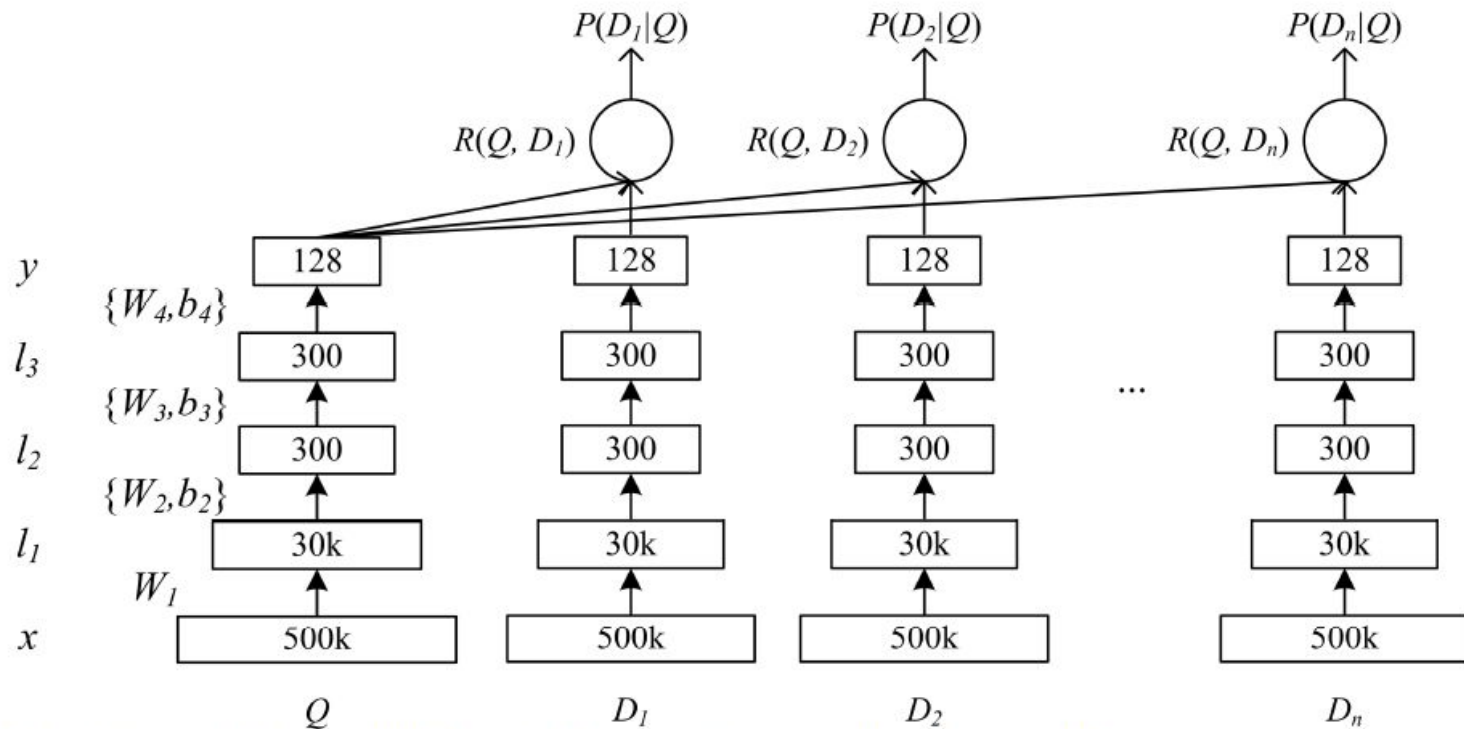 P(D₁|Q) P(D₂|Q) P(Dₙ|Q)
R(Q, D₁) R(Q, D₂) R(Q, Dₙ)
y 128 128 128 128
{W₄,b₄}
l₃ 300 300 300 ... 300
{W₃,b₃}
l₂ 300 300 300 300
{W₂,b₂}
l₁ 30k 30k 30k 30k
W₁
x 500k 500k 500k 500k
Q D₁ D₂ Dₙ